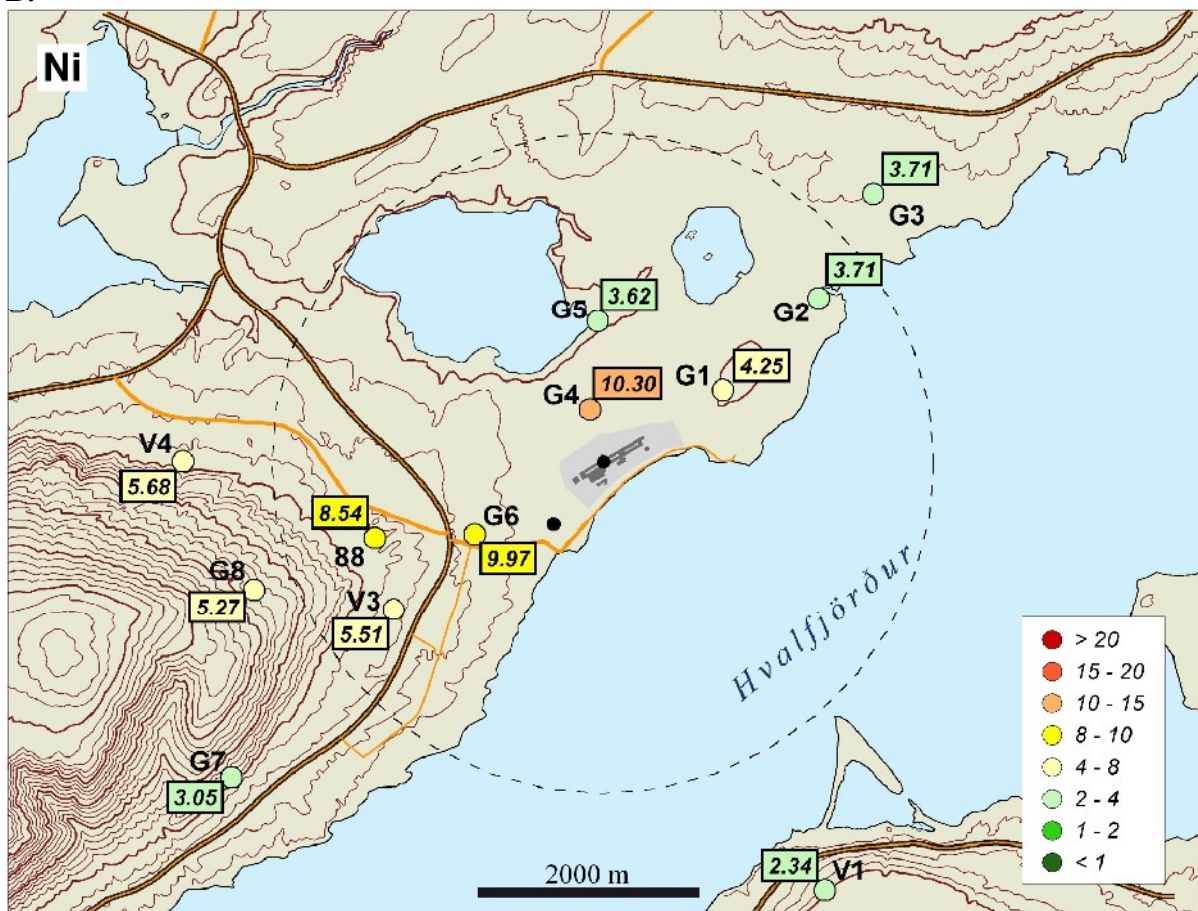 Ni
3.71
G3
3.71
G2
3.62
G5
4.25
G1
10.30
G4
V4
5.68
8.54
88
G6
9.97
G8
5.27
V3
5.51
Hvalfjörður
> 20
15 - 20
10 - 15
8 - 10
4 - 8
2 - 4
1 - 2
< 1
G7
3.05
2000 m
2.34
V1